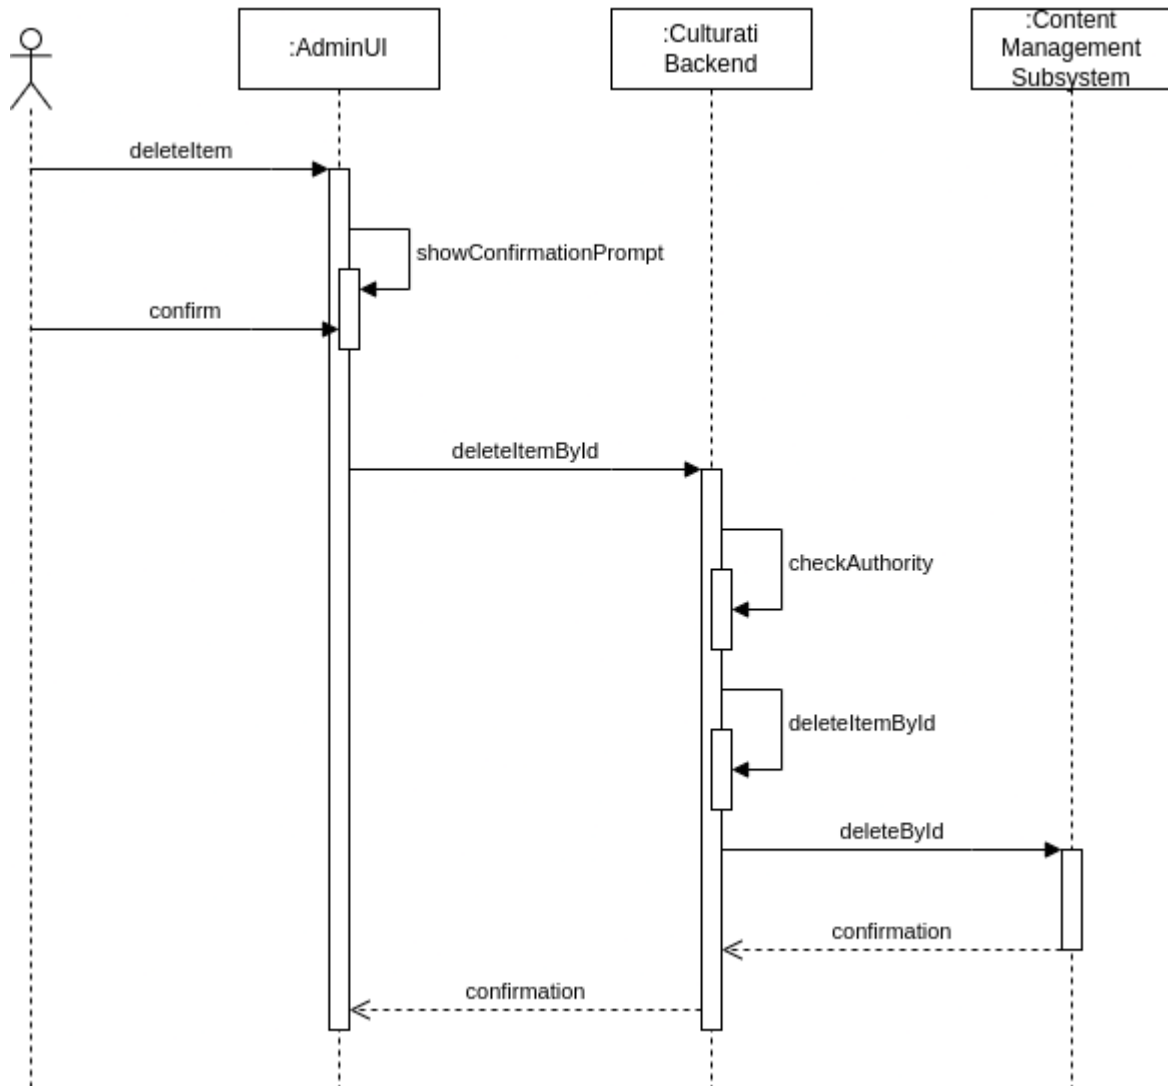 :AdminUI
:Culturati
Backend
:Content
Management
Subsystem
deleteItem
showConfirmationPrompt
confirm
deleteItemById
checkAuthority
deleteItemById
deleteById
confirmation
confirmation